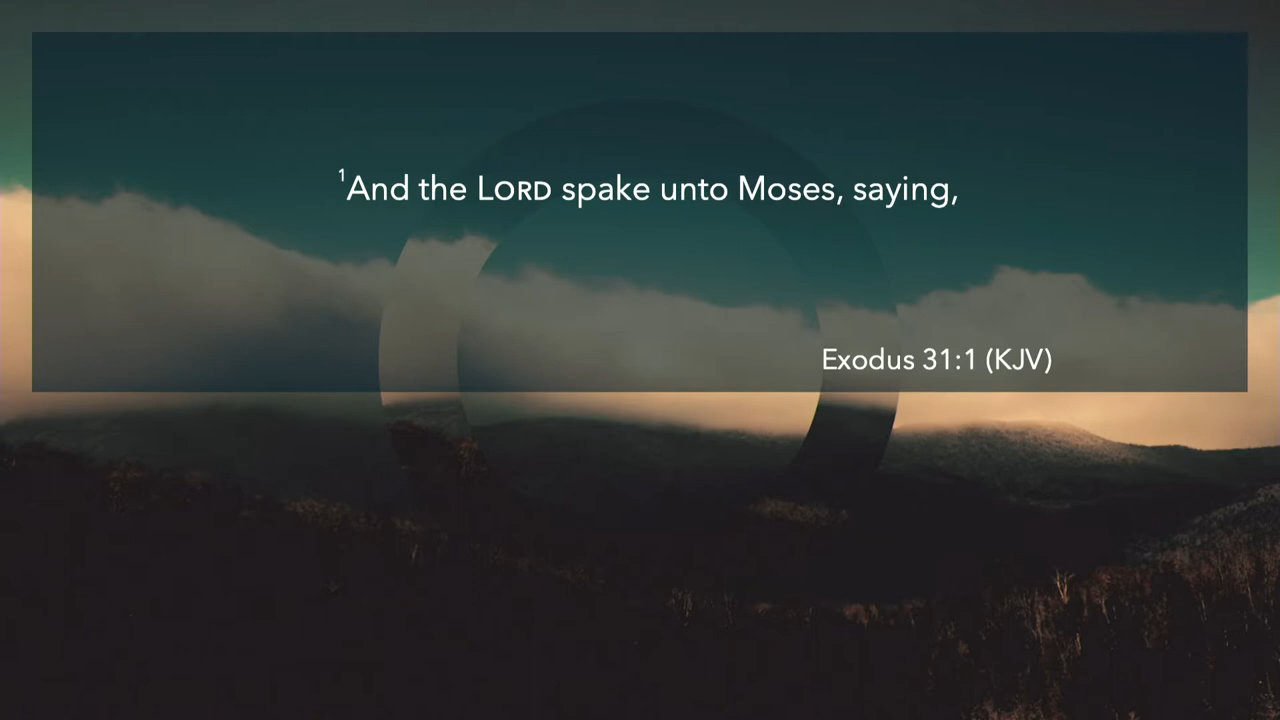 ¹And the LORD spake unto Moses, saying,
Exodus 31:1 (KJV)